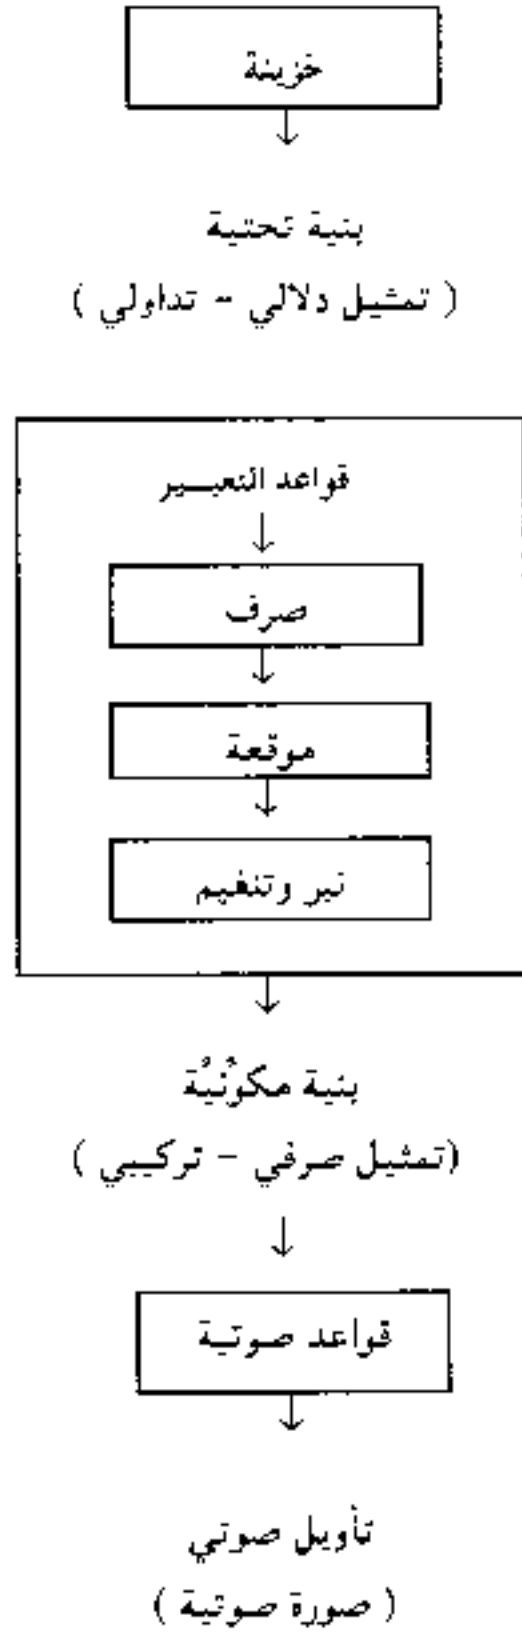 خزينة
بنية تحتية
( تمثيل دلالي - تداولي )
قواعد التعبير
صرف
موقعة
نبر وتنغيم
بنية مكوِّنيَّة
(تمثيل صرفي - تركيبي )
قواعد صوتية
تأويل صوتي
( صورة صوتية )